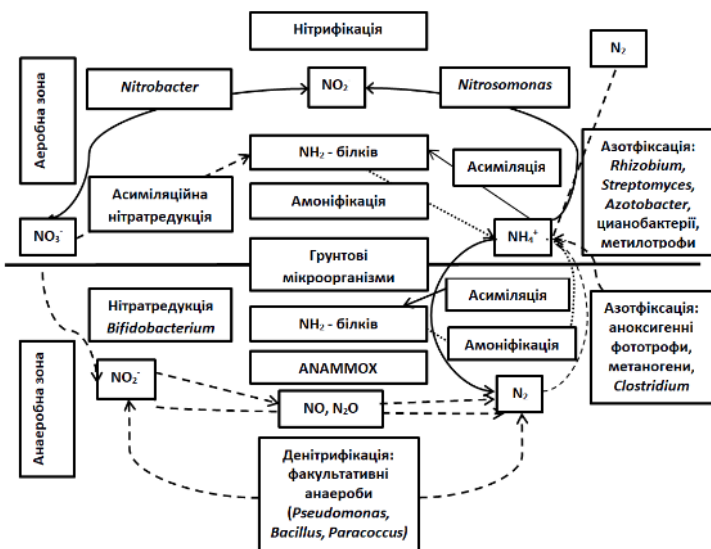 Нітрифікація
N₂
Nitrobacter
NO₂
Nitrosomonas
Аеробна зона
NH₂ - білків
Асиміляція
Азотфіксація:
Rhizobium,
Streptomyces,
Azotobacter,
цианобактерії,
метилотрофи
Асиміляційна
нітратредукція
Амоніфікація
NO₃⁻
NH₄⁺
Грунтові
мікроорганізми
Нітратредукція
Bifidobacterium
NH₂ - білків
Асиміляція
Амоніфікація
Азотфіксація:
аноксигенні
фототрофи,
метаногени,
Clostridium
Анаеробна зона
NO₂⁻
ANAMMOX
NO, N₂O
N₂
Денітрифікація:
факультативні
анаероби
(Pseudomonas,
Bacillus, Paracoccus)